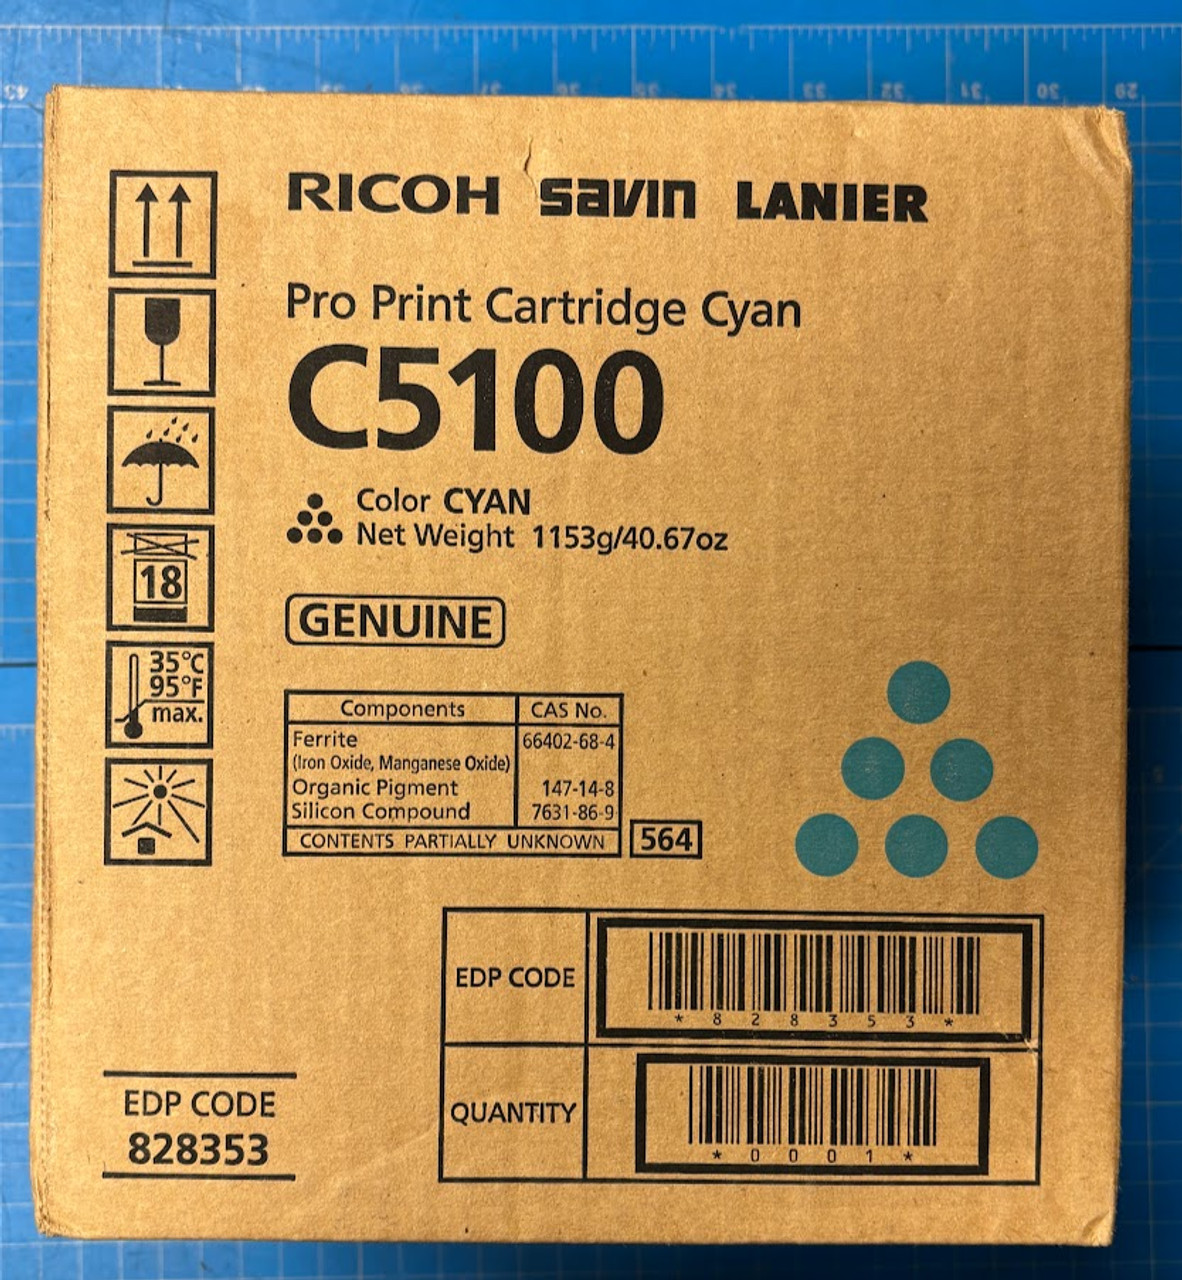 RICOH savin LANIER
Pro Print Cartridge Cyan
C5100
Color CYAN
Net Weight 1153g/40.67oz
GENUINE
18
35°C
95°F
max.
Components CAS No.
Ferrite 66402-68-4
(Iron Oxide, Manganese Oxide)
Organic Pigment 147-14-8
Silicon Compound 7631-86-9
CONTENTS PARTIALLY UNKNOWN
564
EDP CODE
*828353*
QUANTITY
*0001*
EDP CODE
828353